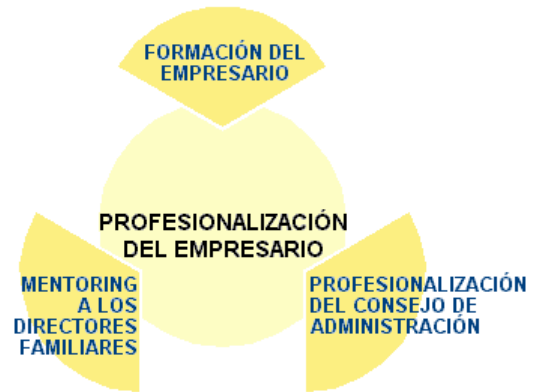 FORMACIÓN DEL
EMPRESARIO
PROFESIONALIZACIÓN
DEL EMPRESARIO
MENTORING
A LOS
DIRECTORES
FAMILIARES
PROFESIONALIZACIÓN
DEL CONSEJO DE
ADMINISTRACIÓN